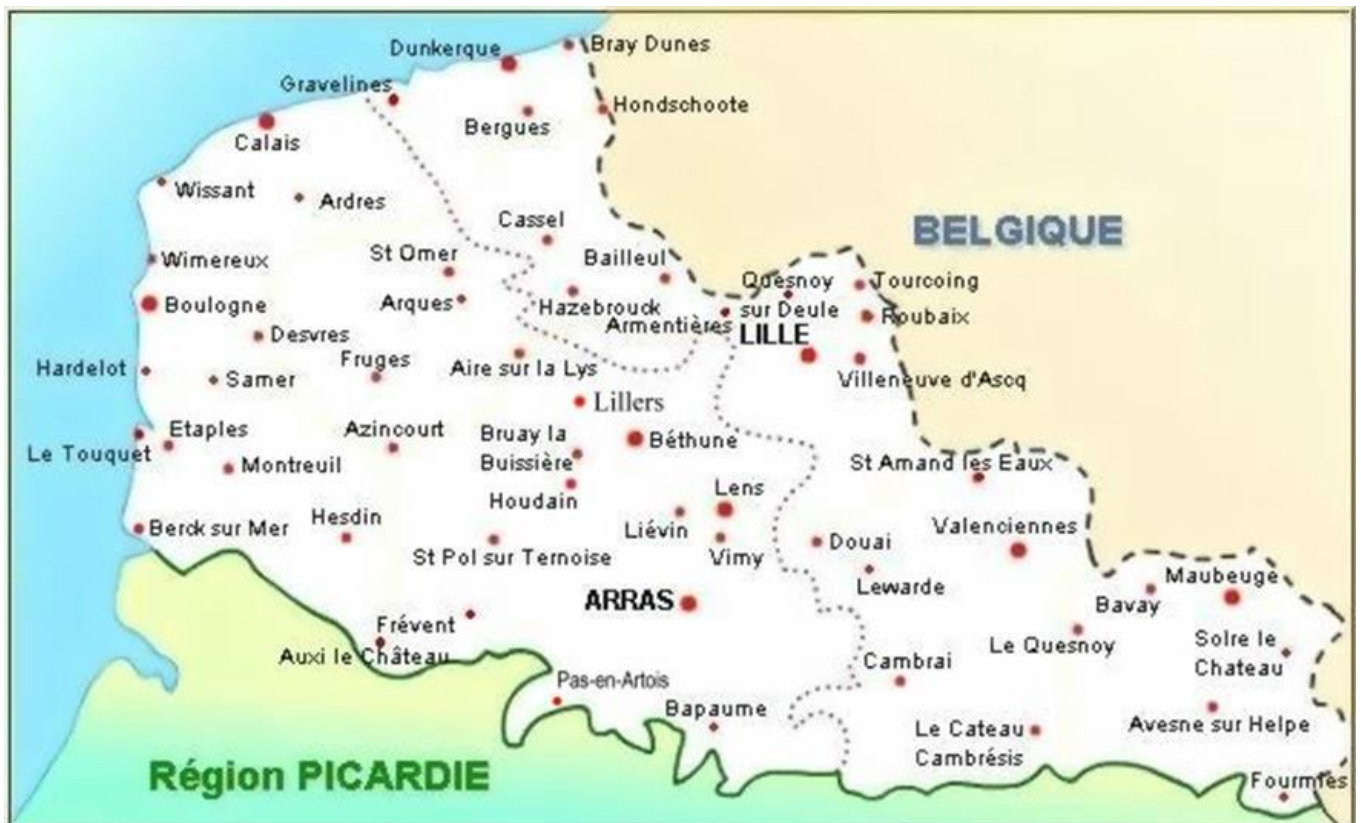 Bray Dunes
Dunkerque
Gravelines
Hondschoote
Bergues
Calais
Wissant
Ardres
Cassel
BELGIQUE
St Omer
Bailleul
Wimereux
Quesnoy
sur Deule
Tourcoing
Boulogne
Arques
Hazebrouck
Armentières
Roubaix
LILLE
Desvres
Fruges
Aire sur la Lys
Hardelot
Samer
Villeneuve d'Ascq
Lillers
Etaples
Azincourt
Bruay la
Buissière
Béthune
Le Touquet
Montreuil
St Amand les Eaux
Houdain
Lens
Hesdin
Berck sur Mer
Liévin
Valenciennes
St Pol sur Ternoise
Vimy
Douai
Lewarde
Maubeuge
Bavay
ARRAS
Frévent
Auxi le Château
Le Quesnoy
Solre le
Chateau
Cambrai
Pas-en-Artois
Bapaume
Le Cateau
Cambrésis
Avesne sur Helpe
Région PICARDIE
Fourmies